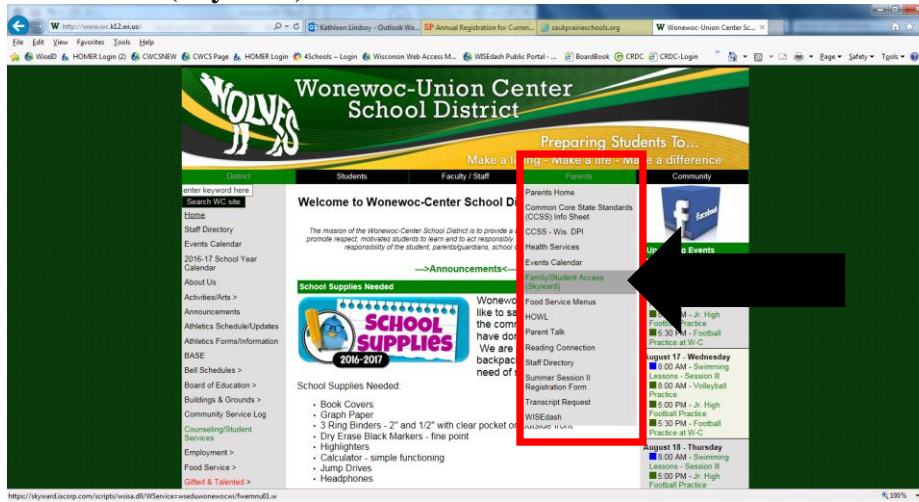 http://www.wc.k12.wi.us/
Kathleen Lindsey - Outlook We...
SP Annual Registration for Curren...
saukprairieschools.org
W Wonewoc-Union Center Sc...
File Edit View Favorites Tools Help
WiseID HOMER Login (2) CWCSNEW CWCS Page HOMER Login 4Schools ~ Login Wisconsin Web Access M... WISEdash Public Portal - ... BoardBook CRDC CRDC-Login Page Safety Tools
WOLVES
Wonewoc-Union Center
School District
Preparing Students To...
Make a living - Make a life - Make a difference
District Students Faculty / Staff Parents Community
enter keyword here
Search WC site
Home
Staff Directory
Events Calendar
2016-17 School Year
Calendar
About Us
Activities/Arts >
Announcements
Athletics Schedule/Updates
Athletics Forms/Information
BASE
Bell Schedules >
Board of Education >
Buildings & Grounds >
Community Service Log
Counseling/Student
Services
Employment >
Food Service >
Gifted & Talented >
Welcome to Wonewoc-Center School Di
The mission of the Wonewoc-Center School District is to provide a
promote respect, motivates students to learn and to act responsibly
responsibility of the student, parents/guardians, school
--->Announcements<---
School Supplies Needed
SCHOOL
SUPPLIES
2016-2017
Wonewo
like to sa
the comm
have don
We are
backpac
need of s
School Supplies Needed:
• Book Covers
• Graph Paper
• 3 Ring Binders - 2" and 1/2" with clear pocket on outside front
• Dry Erase Black Markers - fine point
• Highlighters
• Calculator - simple functioning
• Jump Drives
• Headphones
Parents Home
Common Core State Standards
(CCSS) Info Sheet
CCSS - Wis. DPI
Health Services
Events Calendar
Family/Student Access
(Skyward)
Food Service Menus
HOWL
Parent Talk
Reading Connection
Staff Directory
Summer Session II
Registration Form
Transcript Request
WISEdash
Facebook
Events
5 PM - Jr. High
Football Practice
5:30 PM - Football
Practice at W-C
August 17 - Wednesday
8:00 AM - Swimming
Lessons - Session III
8:00 AM - Volleyball
Practice
5:00 PM - Jr. High
Football Practice
5:30 PM - Football
Practice at W-C
August 18 - Thursday
8:00 AM - Swimming
Lessons - Session III
5:00 PM - Jr. High
Football Practice
https://skyward.iscorp.com/scripts/wsisa.dll/WService=wseduwonewocwi/fwemnu01.w
100%